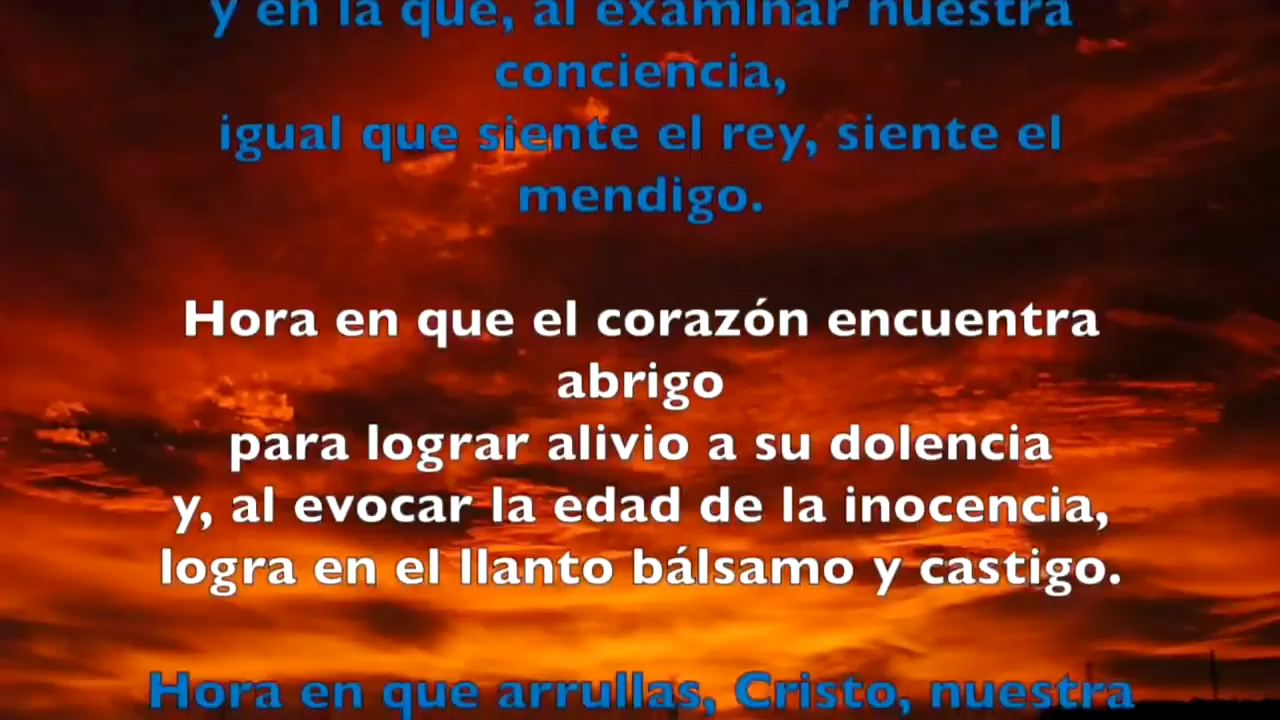 y en la que, al examinar nuestra
conciencia,
igual que siente el rey, siente el
mendigo.
Hora en que el corazón encuentra
abrigo
para lograr alivio a su dolencia
y, al evocar la edad de la inocencia,
logra en el llanto bálsamo y castigo.
Hora en que arrullas, Cristo, nuestra